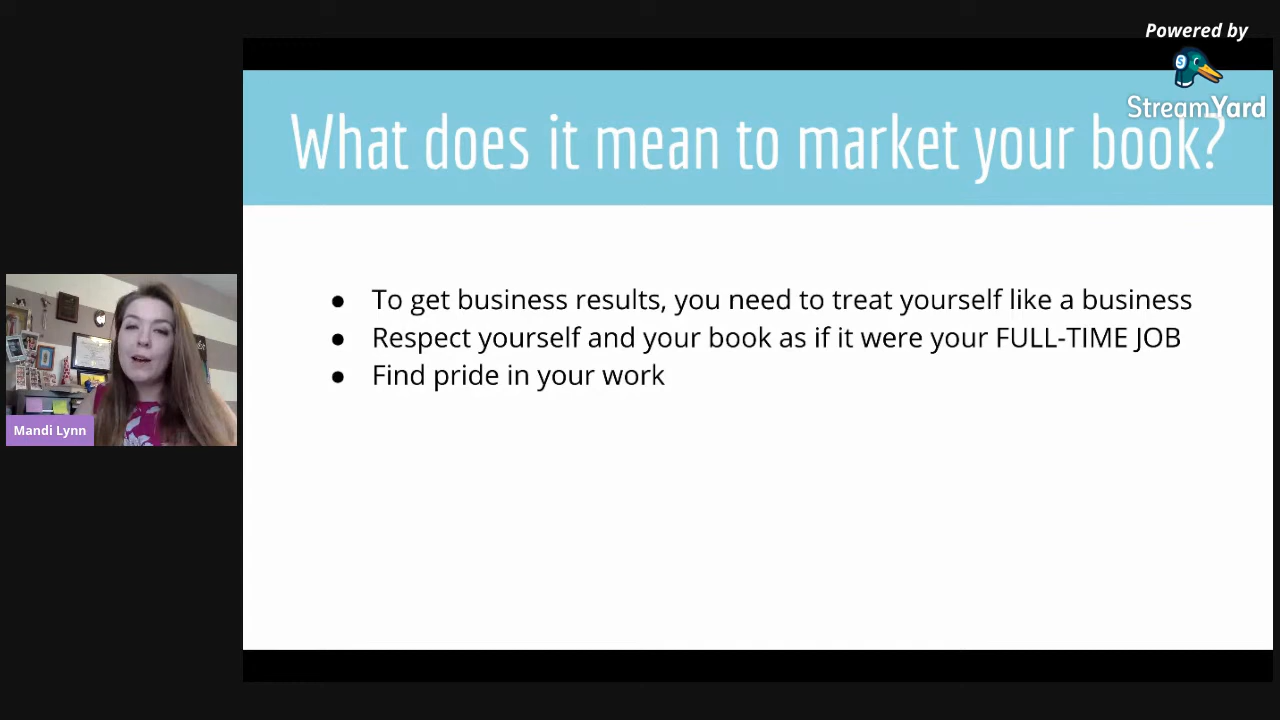 Powered by
StreamYard
What does it mean to market your book?
● To get business results, you need to treat yourself like a business
● Respect yourself and your book as if it were your FULL-TIME JOB
● Find pride in your work
Mandi Lynn